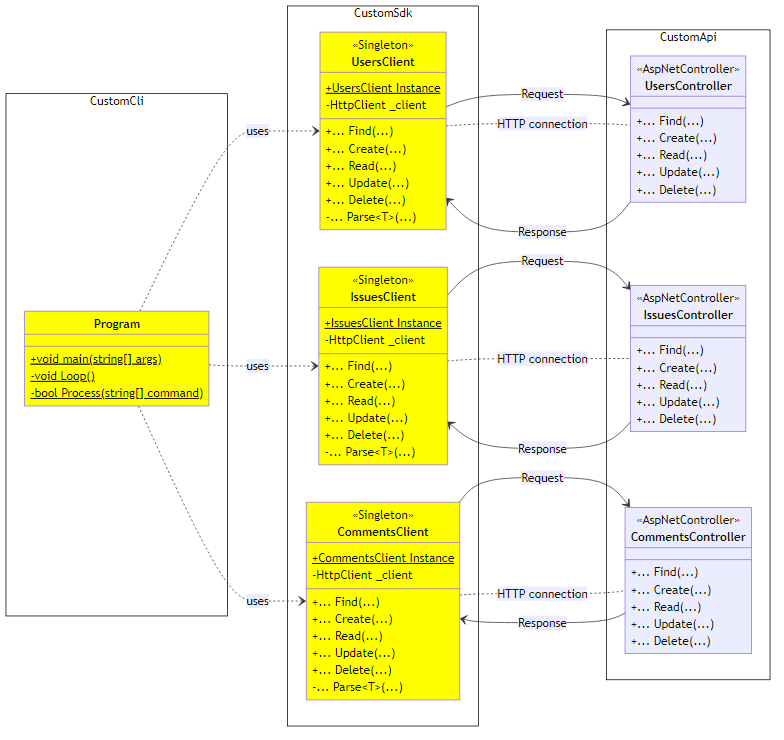 CustomCli
Program
+void main(string[] args)
-void Loop()
-bool Process(string[] command)
uses
uses
uses
CustomSdk
«Singleton»
UsersClient
+UsersClient Instance
-HttpClient _client
+... Find(...)
+... Create(...)
+... Read(...)
+... Update(...)
+... Delete(...)
-... Parse<T>(...)
«Singleton»
IssuesClient
+IssuesClient Instance
-HttpClient _client
+... Find(...)
+... Create(...)
+... Read(...)
+... Update(...)
+... Delete(...)
-... Parse<T>(...)
«Singleton»
CommentsClient
+CommentsClient Instance
-HttpClient _client
+... Find(...)
+... Create(...)
+... Read(...)
+... Update(...)
+... Delete(...)
-... Parse<T>(...)
Request
HTTP connection
Response
Request
HTTP connection
Response
Request
HTTP connection
Response
CustomApi
«AspNetController»
UsersController
+... Find(...)
+... Create(...)
+... Read(...)
+... Update(...)
+... Delete(...)
«AspNetController»
IssuesController
+... Find(...)
+... Create(...)
+... Read(...)
+... Update(...)
+... Delete(...)
«AspNetController»
CommentsController
+... Find(...)
+... Create(...)
+... Read(...)
+... Update(...)
+... Delete(...)